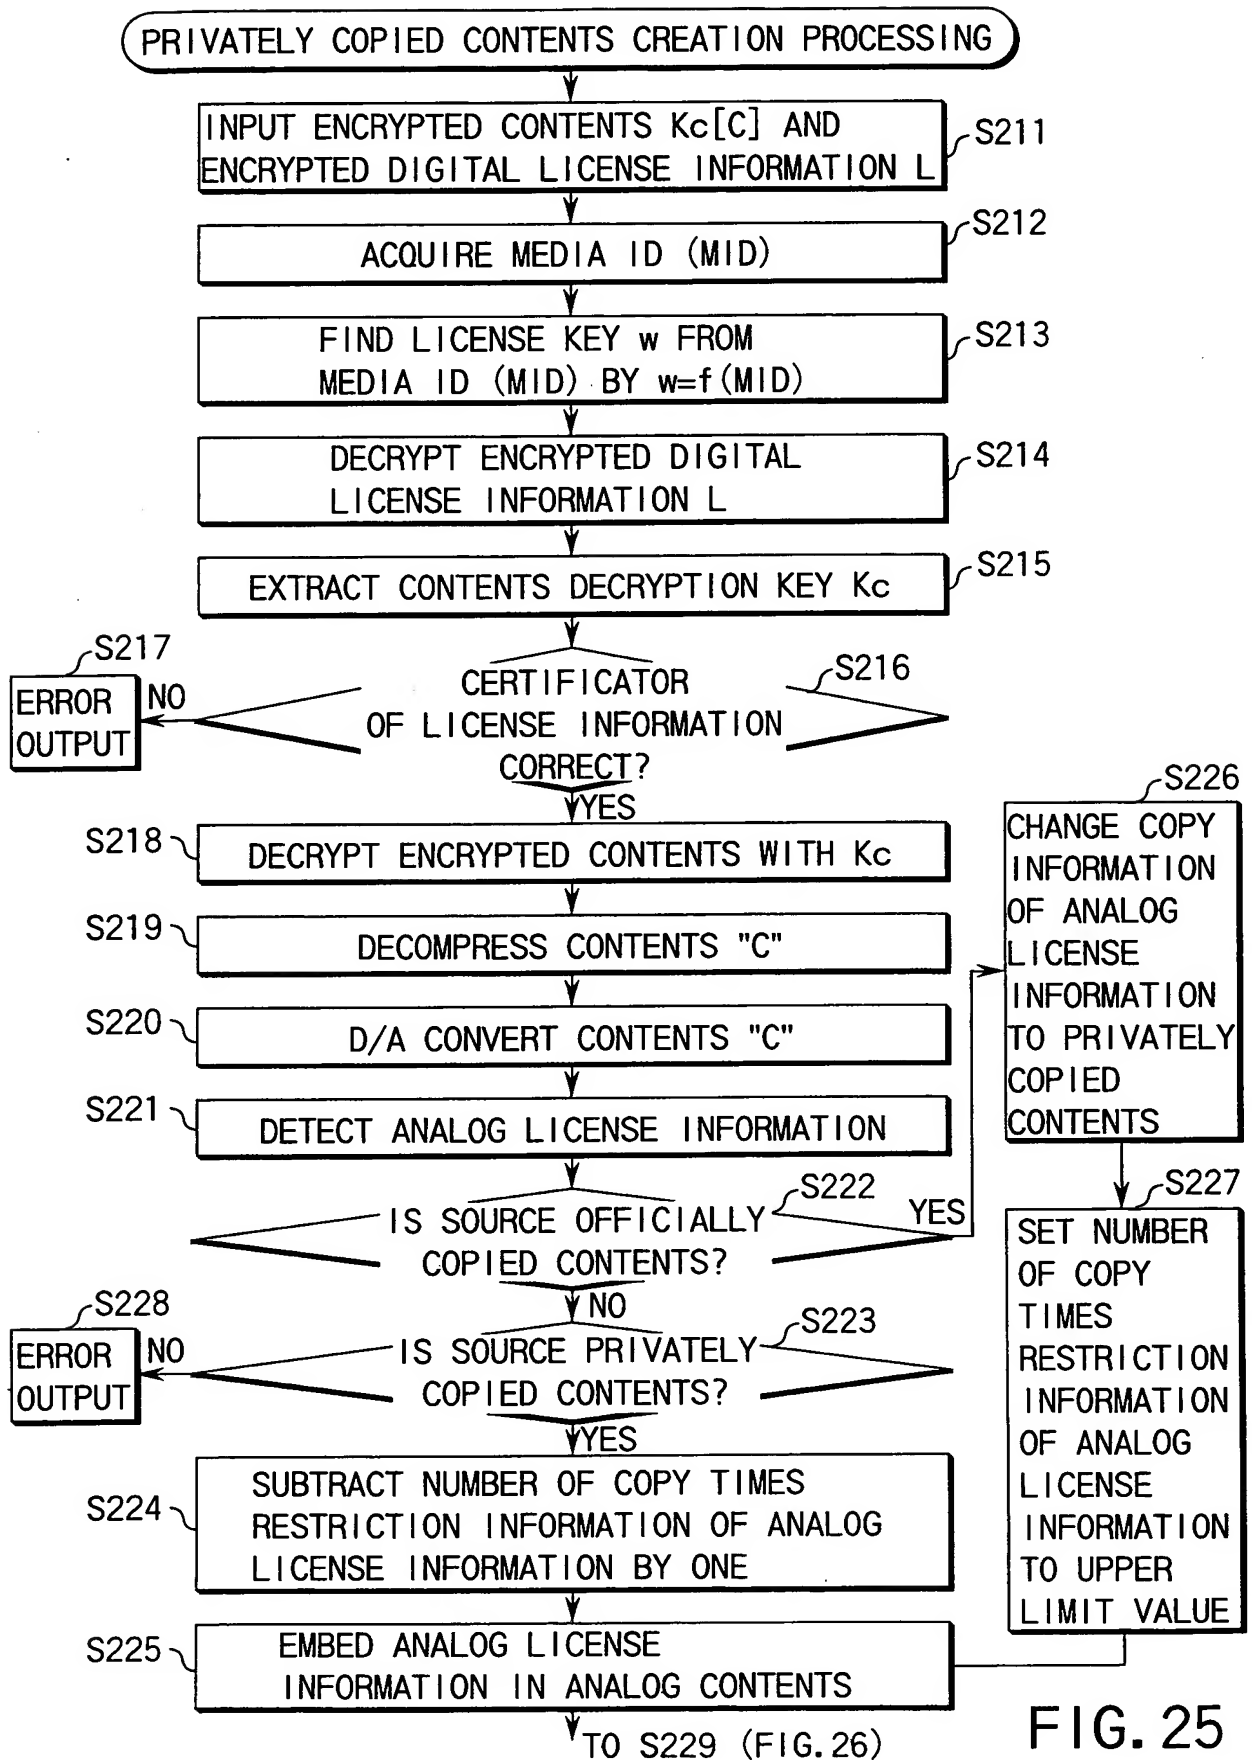 PRIVATELY COPIED CONTENTS CREATION PROCESSING
INPUT ENCRYPTED CONTENTS Kc[C] AND
ENCRYPTED DIGITAL LICENSE INFORMATION L
S211
ACQUIRE MEDIA ID (MID)
S212
FIND LICENSE KEY w FROM
MEDIA ID (MID) BY w=f(MID)
S213
DECRYPT ENCRYPTED DIGITAL
LICENSE INFORMATION L
S214
EXTRACT CONTENTS DECRYPTION KEY Kc
S215
CERTIFICATOR
OF LICENSE INFORMATION
CORRECT?
S216
NO
S217
ERROR
OUTPUT
YES
S218
DECRYPT ENCRYPTED CONTENTS WITH Kc
S219
DECOMPRESS CONTENTS "C"
S220
D/A CONVERT CONTENTS "C"
S221
DETECT ANALOG LICENSE INFORMATION
S222
IS SOURCE OFFICIALLY
COPIED CONTENTS?
YES
NO
S223
IS SOURCE PRIVATELY
COPIED CONTENTS?
NO
S228
ERROR
OUTPUT
YES
S224
SUBTRACT NUMBER OF COPY TIMES
RESTRICTION INFORMATION OF ANALOG
LICENSE INFORMATION BY ONE
S225
EMBED ANALOG LICENSE
INFORMATION IN ANALOG CONTENTS
TO S229 (FIG.26)
S226
CHANGE COPY
INFORMATION
OF ANALOG
LICENSE
INFORMATION
TO PRIVATELY
COPIED
CONTENTS
S227
SET NUMBER
OF COPY
TIMES
RESTRICTION
INFORMATION
OF ANALOG
LICENSE
INFORMATION
TO UPPER
LIMIT VALUE
FIG. 25